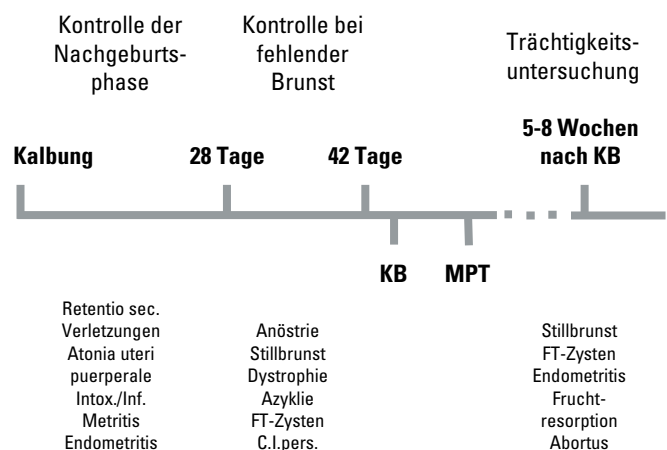 Kontrolle der
Nachgeburts-
phase
Kontrolle bei
fehlender
Brunst
Trächtigkeits-
untersuchung
Kalbung
28 Tage
42 Tage
5-8 Wochen
nach KB
KB
MPT
Retentio sec.
Verletzungen
Atonia uteri
puerperale
Intox./Inf.
Metritis
Endometritis
Anöstrie
Stillbrunst
Dystrophie
Azyklie
FT-Zysten
C.l.pers.
Stillbrunst
FT-Zysten
Endometritis
Frucht-
resorption
Abortus